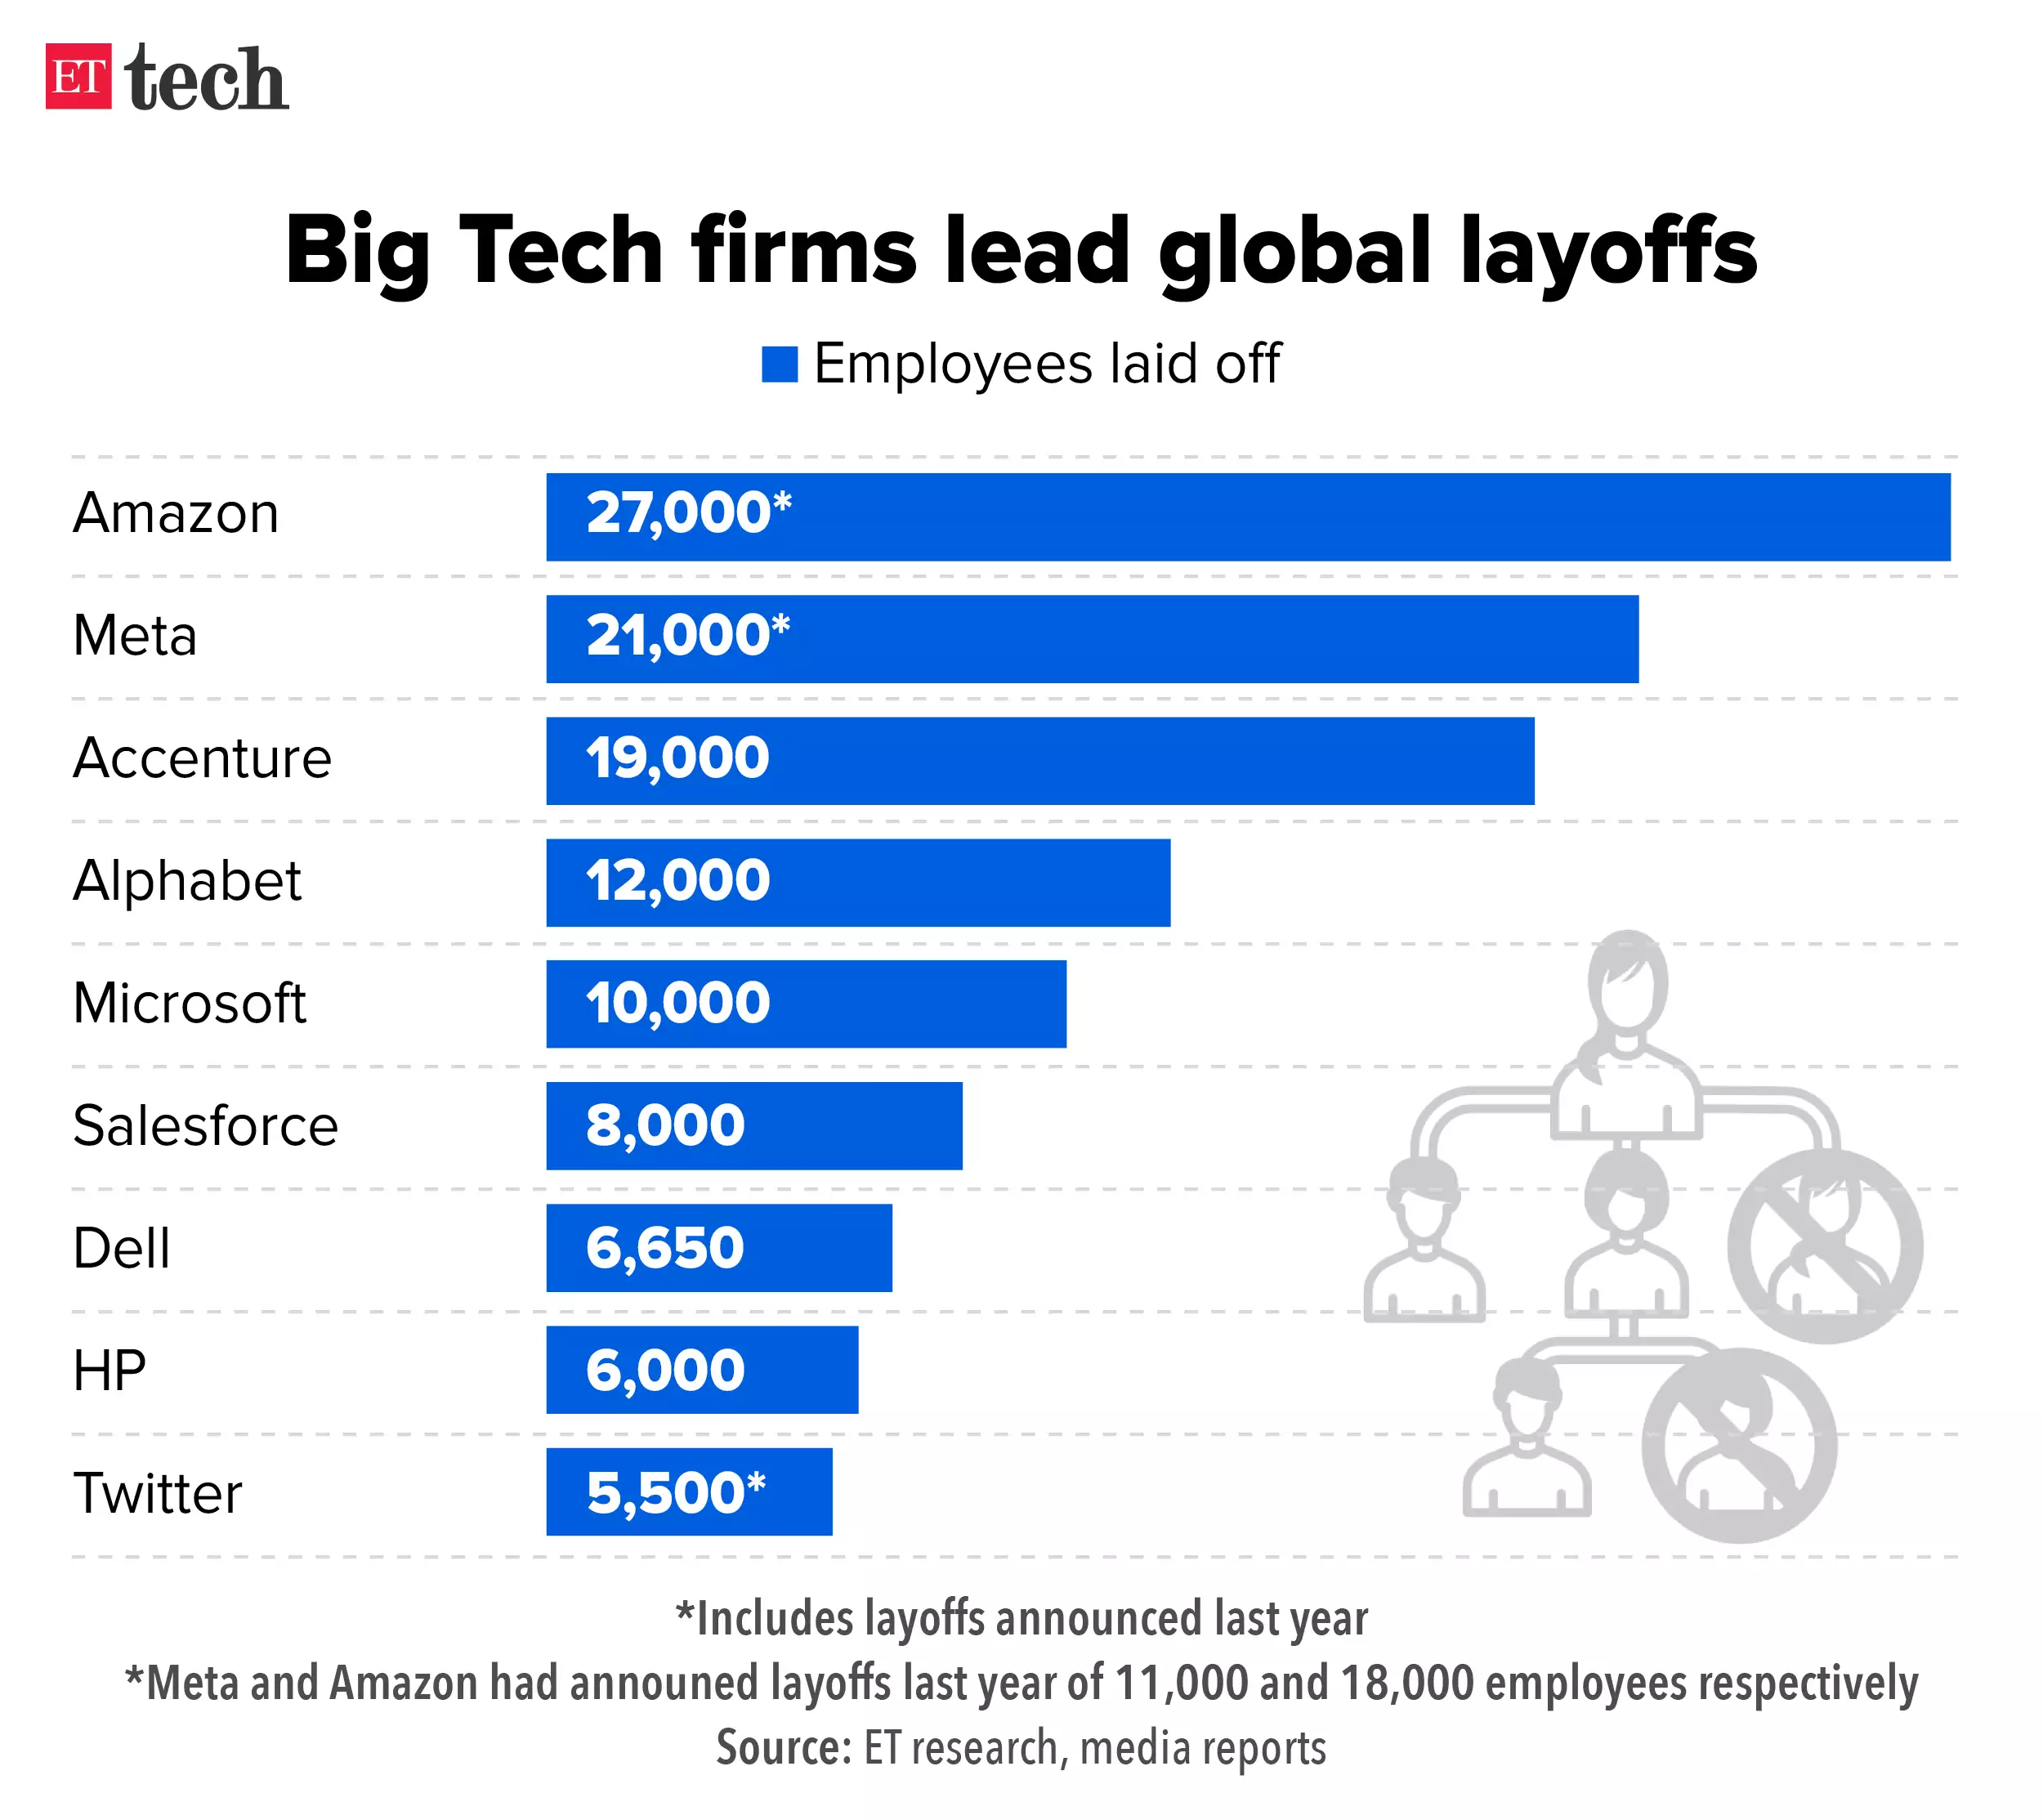 ET tech
Big Tech firms lead global layoffs
Employees laid off
Amazon 27,000*
Meta 21,000*
Accenture 19,000
Alphabet 12,000
Microsoft 10,000
Salesforce 8,000
Dell 6,650
HP 6,000
Twitter 5,500*
*Includes layoffs announced last year
*Meta and Amazon had announed layoffs last year of 11,000 and 18,000 employees respectively
Source: ET research, media reports